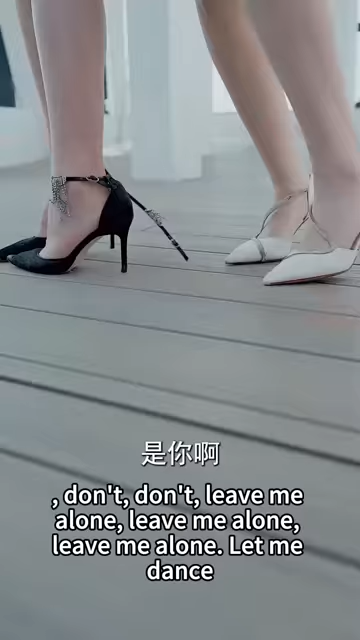 是你啊
, don't, don't, leave me
alone, leave me alone,
leave me alone. Let me
dance